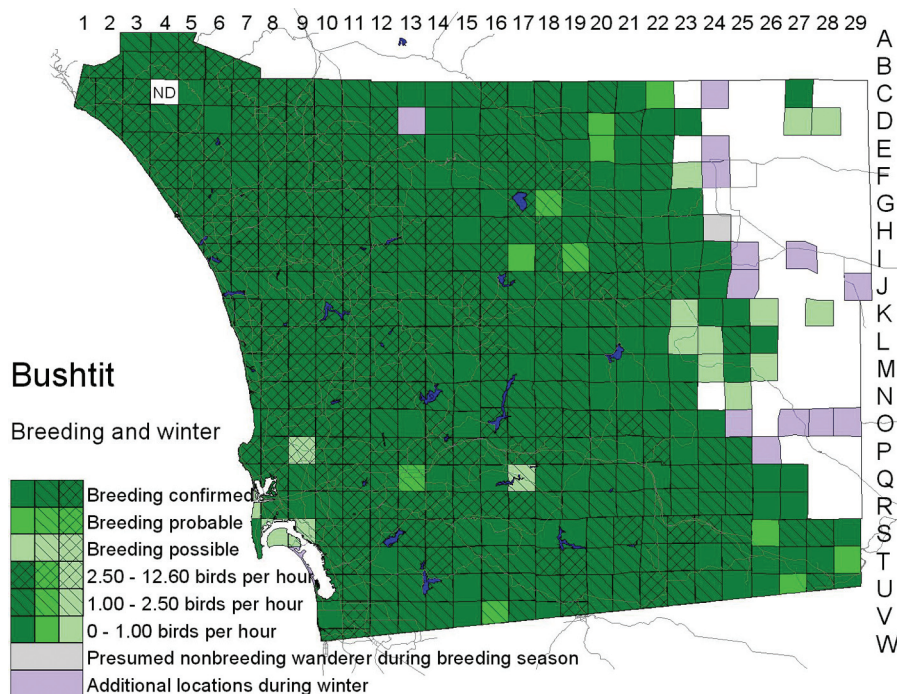 1 2 3 4 5 6 7 8 9 10 11 12 13 14 15 16 17 18 19 20 21 22 23 24 25 26 27 28 29
A
B
C
ND
D
E
F
G
H
I
J
K
L
M
Bushtit
N
Breeding and winter
O
P
Q
Breeding confirmed
R
Breeding probable
S
Breeding possible
T
2.50 - 12.60 birds per hour
U
1.00 - 2.50 birds per hour
V
0 - 1.00 birds per hour
W
Presumed nonbreeding wanderer during breeding season
Additional locations during winter